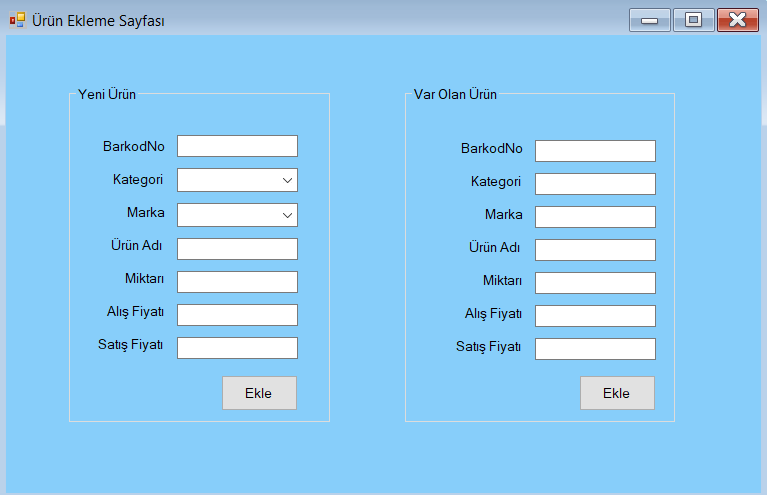 Ürün Ekleme Sayfası
Yeni Ürün
BarkodNo
Kategori
Marka
Ürün Adı
Miktarı
Alış Fiyatı
Satış Fiyatı
Ekle
Var Olan Ürün
BarkodNo
Kategori
Marka
Ürün Adı
Miktarı
Alış Fiyatı
Satış Fiyatı
Ekle